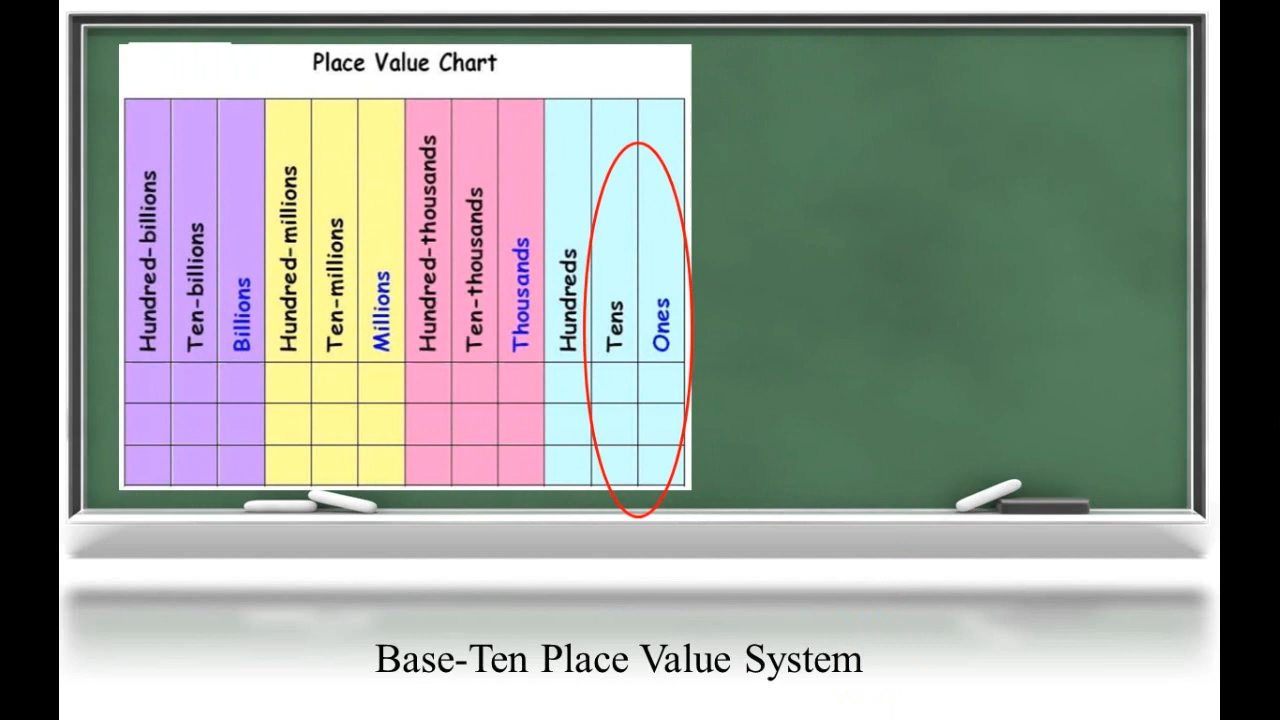 Place Value Chart
Hundred-billions
Ten-billions
Billions
Hundred-millions
Ten-millions
Millions
Hundred-thousands
Ten-thousands
Thousands
Hundreds
Tens
Ones
Base-Ten Place Value System